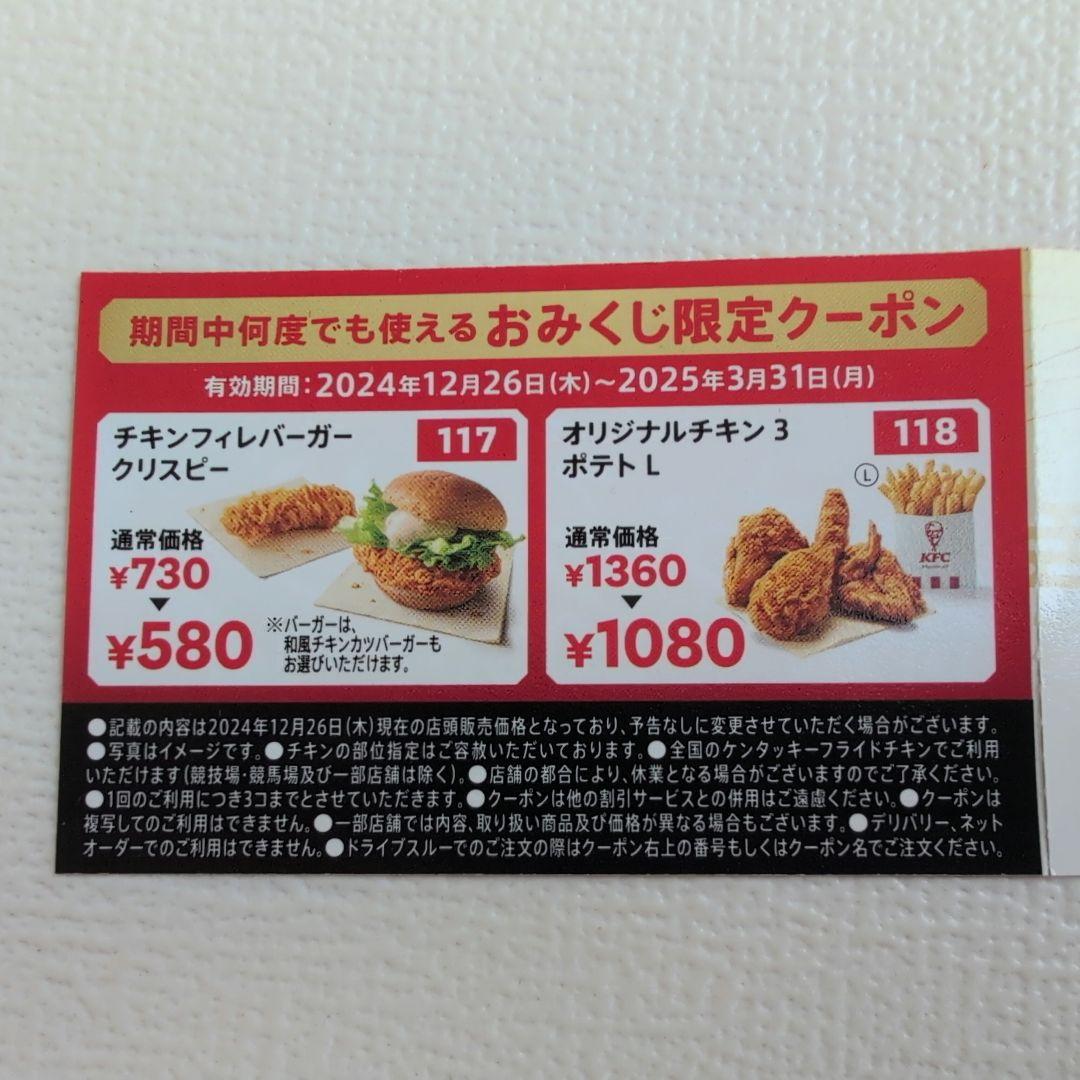 期間中何度でも使えるおみくじ限定クーポン
有効期間：2024年12月26日(木)～2025年3月31日(月)
チキンフィレバーガー
クリスピー
117
通常価格
¥730
▼
¥580
※バーガーは、
和風チキンカツバーガーも
お選びいただけます。
オリジナルチキン 3
ポテト L
118
Ⓛ
通常価格
¥1360
▼
¥1080
KFC
●記載の内容は2024年12月26日(木)現在の店頭販売価格となっており、予告なしに変更させていただく場合がございます。
●写真はイメージです。●チキンの部位指定はご容赦いただいております。●全国のケンタッキーフライドチキンでご利用
いただけます(競技場・競馬場及び一部店舗は除く)。●店舗の都合により、休業となる場合がございますのでご了承ください。
●1回のご利用につき3コまでとさせていただきます。●クーポンは他の割引サービスとの併用はご遠慮ください。●クーポンは
複写してのご利用はできません。●一部店舗では内容、取り扱い商品及び価格が異なる場合もございます。●デリバリー、ネット
オーダーでのご利用はできません。●ドライブスルーでのご注文の際はクーポン右上の番号もしくはクーポン名でご注文ください。